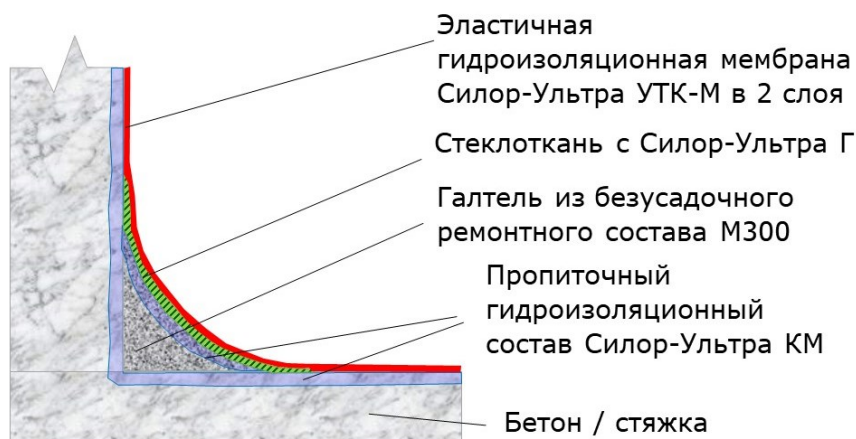 Эластичная
гидроизоляционная мембрана
Силор-Ультра УТК-М в 2 слоя
Стеклоткань с Силор-Ультра Г
Галтель из безусадочного
ремонтного состава М300
Пропиточный
гидроизоляционный
состав Силор-Ультра КМ
Бетон / стяжка